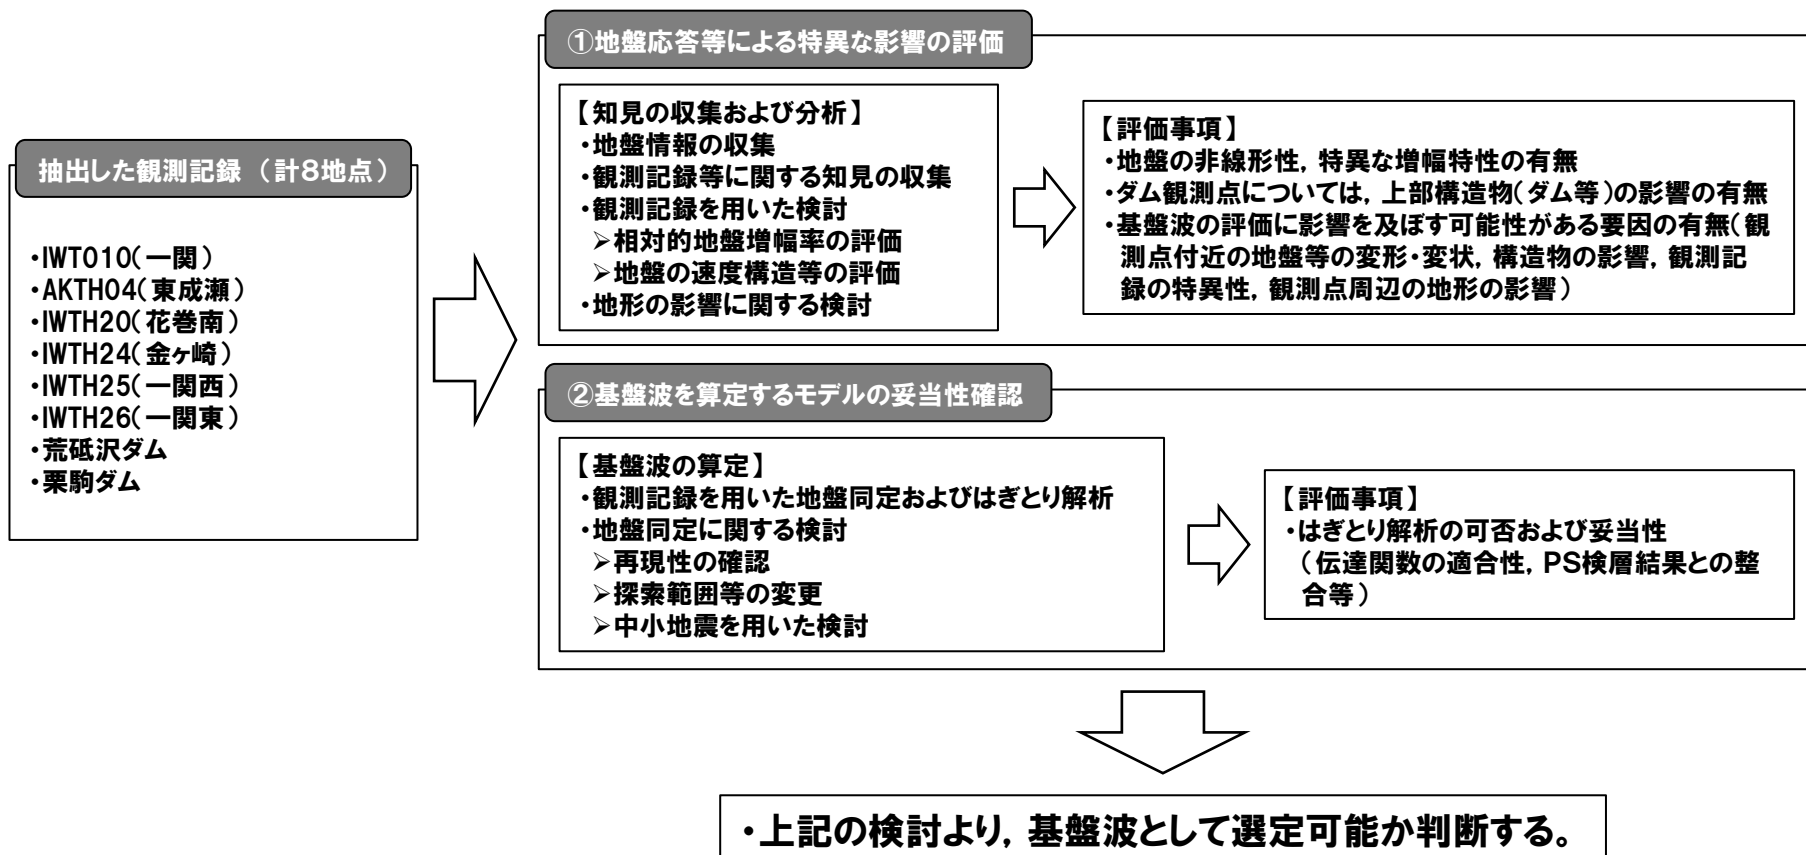 抽出した観測記録（計8地点）
・IWT010(一関)
・AKTH04(東成瀬)
・IWTH20(花巻南)
・IWTH24(金ヶ崎)
・IWTH25(一関西)
・IWTH26(一関東)
・荒砥沢ダム
・栗駒ダム
①地盤応答等による特異な影響の評価
【知見の収集および分析】
・地盤情報の収集
・観測記録等に関する知見の収集
・観測記録を用いた検討
➢相対的地盤増幅率の評価
➢地盤の速度構造等の評価
・地形の影響に関する検討
【評価事項】
・地盤の非線形性，特異な増幅特性の有無
・ダム観測点については，上部構造物(ダム等)の影響の有無
・基盤波の評価に影響を及ぼす可能性がある要因の有無(観
測点付近の地盤等の変形・変状，構造物の影響，観測記
録の特異性，観測点周辺の地形の影響)
②基盤波を算定するモデルの妥当性確認
【基盤波の算定】
・観測記録を用いた地盤同定およびはぎとり解析
・地盤同定に関する検討
➢再現性の確認
➢探索範囲等の変更
➢中小地震を用いた検討
【評価事項】
・はぎとり解析の可否および妥当性
(伝達関数の適合性，PS検層結果との整
合等)
・上記の検討より，基盤波として選定可能か判断する。